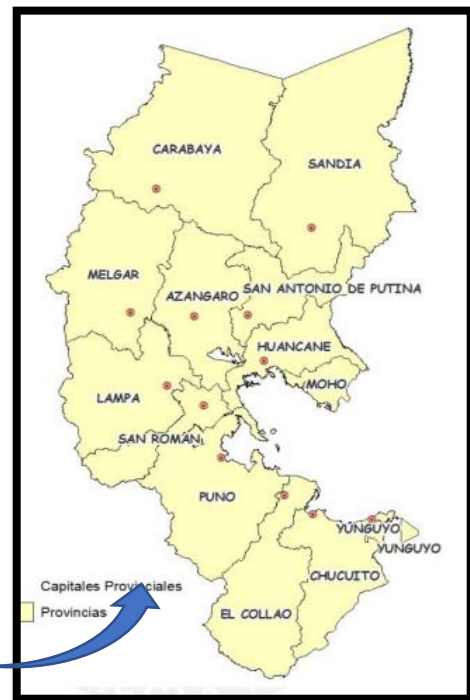 CARABAYA
SANDIA
MELGAR
AZANGARO
SAN ANTONIO DE PUTINA
HUANCANE
MOHO
LAMPA
SAN ROMAN
PUNO
YUNGUYO
YUNGUYO
CHUCUITO
EL COLLAO
Capitales Provinciales
Provincias